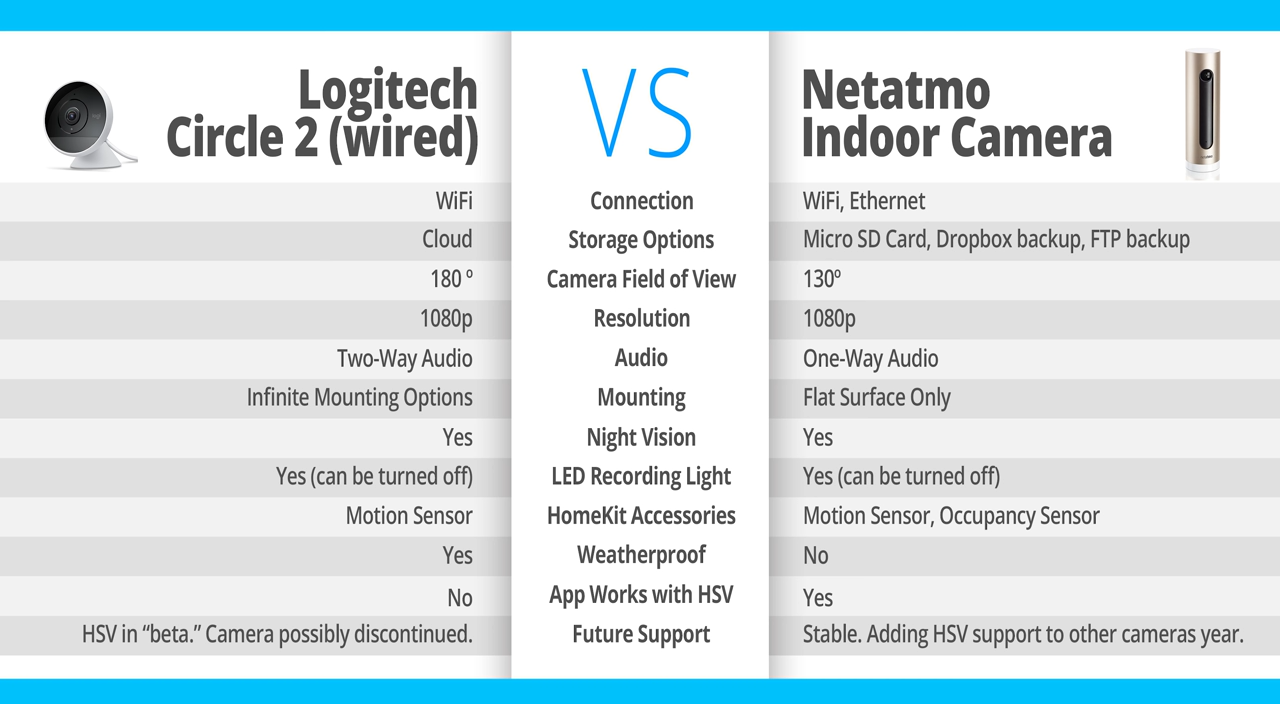 Logitech
Circle 2 (wired)
VS
Netatmo
Indoor Camera
WiFi Connection WiFi, Ethernet
Cloud Storage Options Micro SD Card, Dropbox backup, FTP backup
180 º Camera Field of View 130º
1080p Resolution 1080p
Two-Way Audio Audio One-Way Audio
Infinite Mounting Options Mounting Flat Surface Only
Yes Night Vision Yes
Yes (can be turned off) LED Recording Light Yes (can be turned off)
Motion Sensor HomeKit Accessories Motion Sensor, Occupancy Sensor
Yes Weatherproof No
No App Works with HSV Yes
HSV in “beta.” Camera possibly discontinued. Future Support Stable. Adding HSV support to other cameras year.